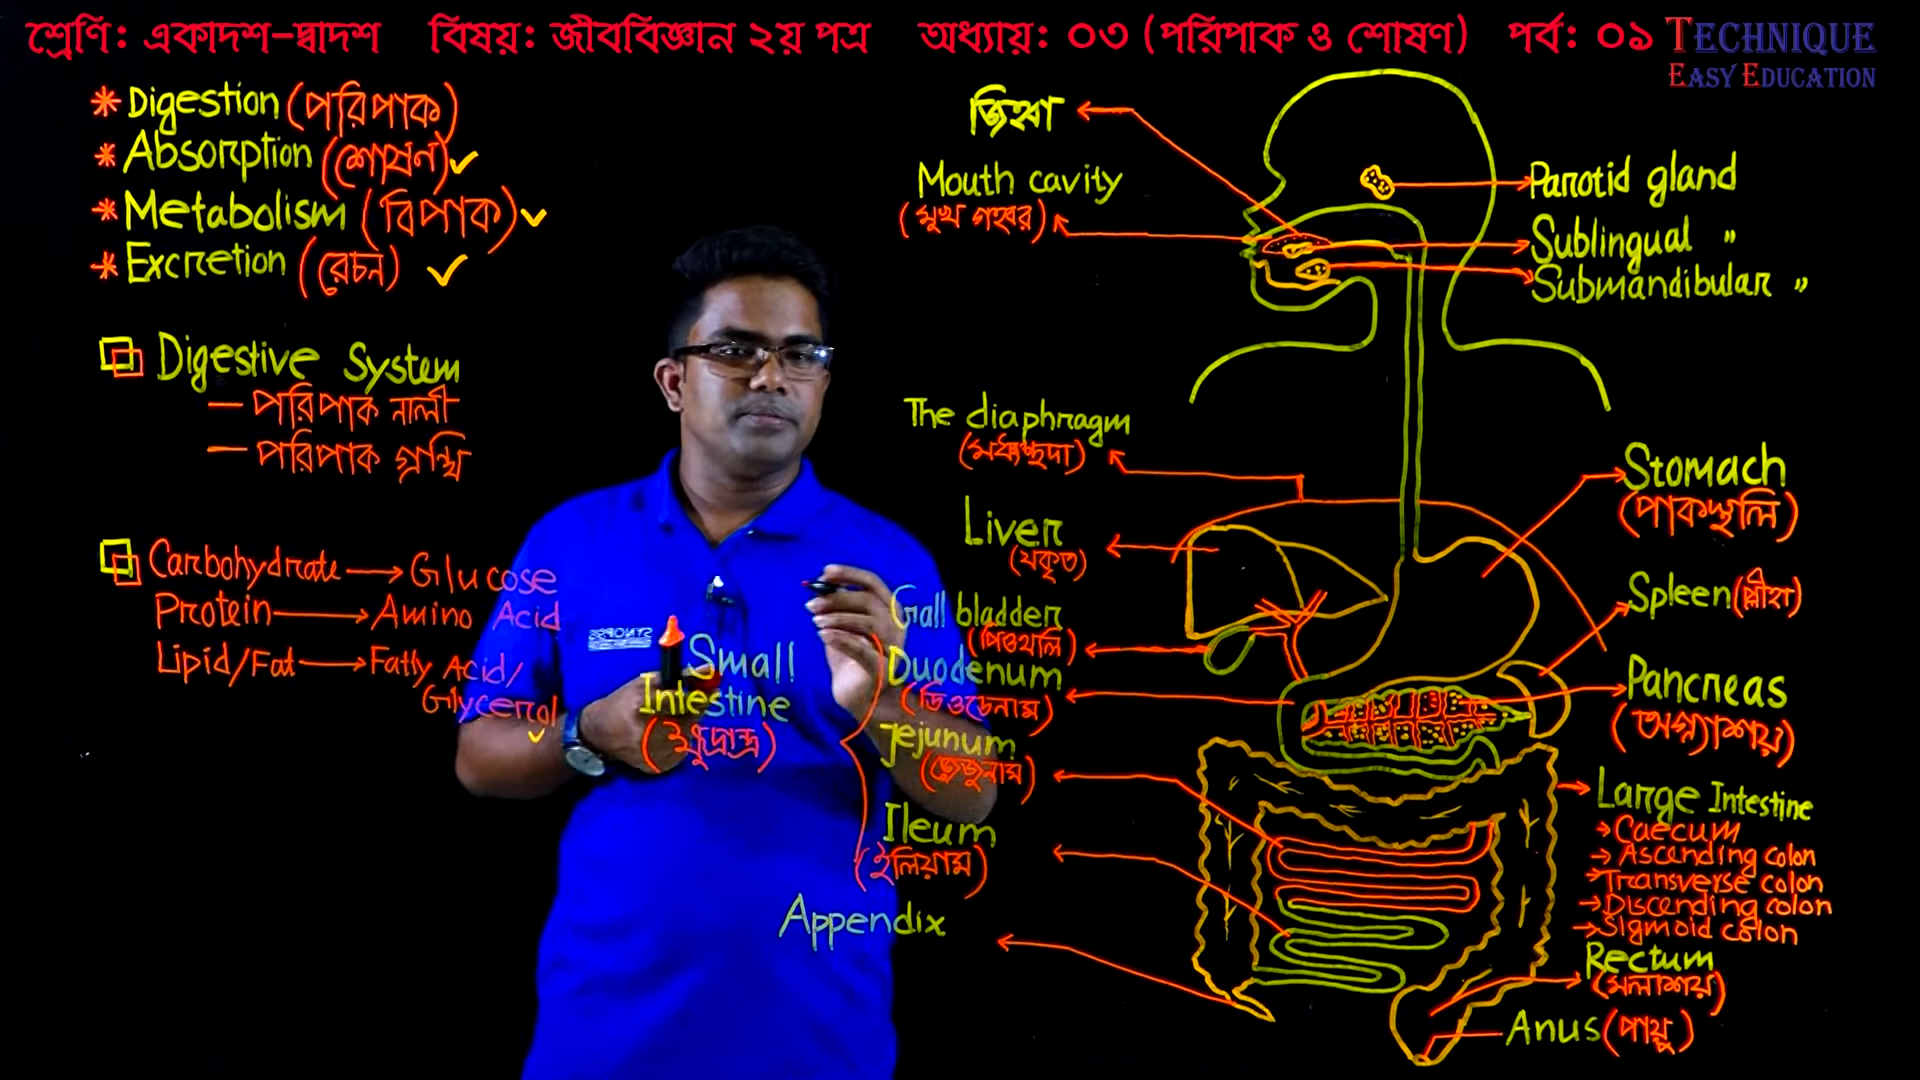 শ্রেণি: একাদশ-দ্বাদশ বিষয়: জীববিজ্ঞান ২য় পত্র অধ্যায়: ০৩ (পরিপাক ও শোষণ) পর্ব: ০১
TECHNIQUE
EASY EDUCATION
* Digestion (পরিপাক)
* Absorption (শোষন) ✓
* Metabolism (বিপাক) ✓
* Excretion (রেচন) ✓
Digestive System
— পরিপাক নালী
— পরিপাক গ্রন্থি
Carbohydrate → Glucose
Protein → Amino Acid
Lipid/Fat → Fatty Acid/
Glycerol
Small
Intestine
(ক্ষুদ্রান্ত্র)
জিহ্বা
Mouth cavity
(মুখ গহ্বর)
The diaphragm
(মধ্যচ্ছদা)
Liver
(যকৃত)
Gall bladder
(পিত্তথলি)
Duodenum
(ডিওডেনাম)
Jejunum
(জেজুনাম)
Ileum
(ইলিয়াম)
Appendix
Parotid gland
Sublingual "
Submandibular "
Stomach
(পাকস্থলি)
Spleen (প্লীহা)
Pancreas
(অগ্ন্যাশয়)
Large Intestine
→ Caecum
→ Ascending colon
→ Transverse colon
→ Discending colon
→ Sigmoid colon
Rectum
(মলাশয়)
Anus (পায়ু)